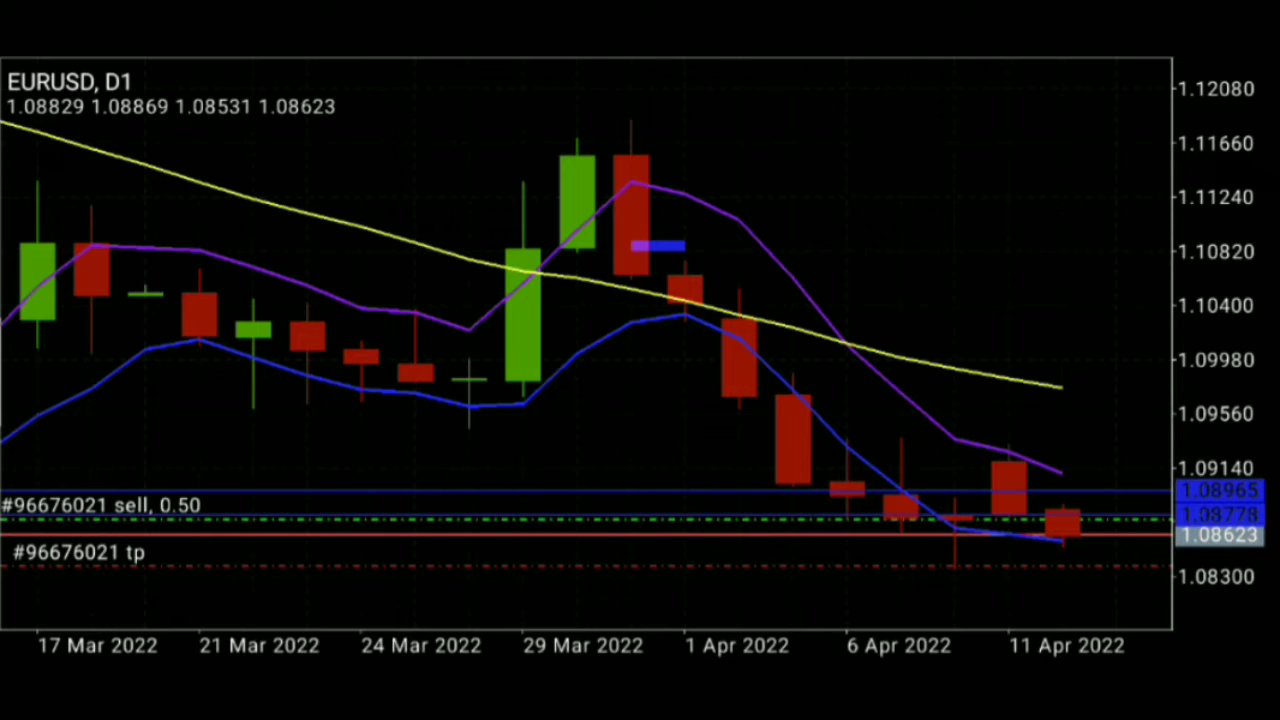 EURUSD, D1
1.08829 1.08869 1.08531 1.08623
1.12080
1.11660
1.11240
1.10820
1.10400
1.09980
1.09560
1.09140
1.08965
1.08778
1.08623
1.08300
#96676021 sell, 0.50
#96676021 tp
17 Mar 2022
21 Mar 2022
24 Mar 2022
29 Mar 2022
1 Apr 2022
6 Apr 2022
11 Apr 2022